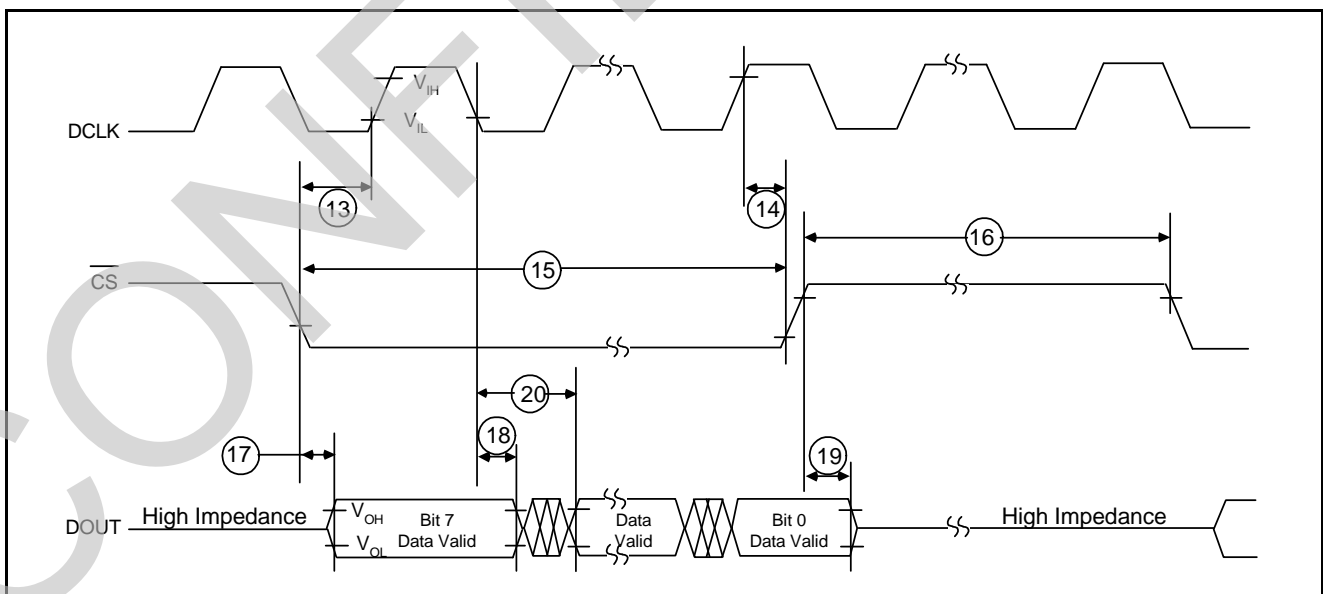 V_IH
DCLK
V_IL
13
14
16
CS
15
20
17
18
19
DOUT
High Impedance
V_OH
V_OL
Bit 7
Data Valid
Data
Valid
Bit 0
Data Valid
High Impedance